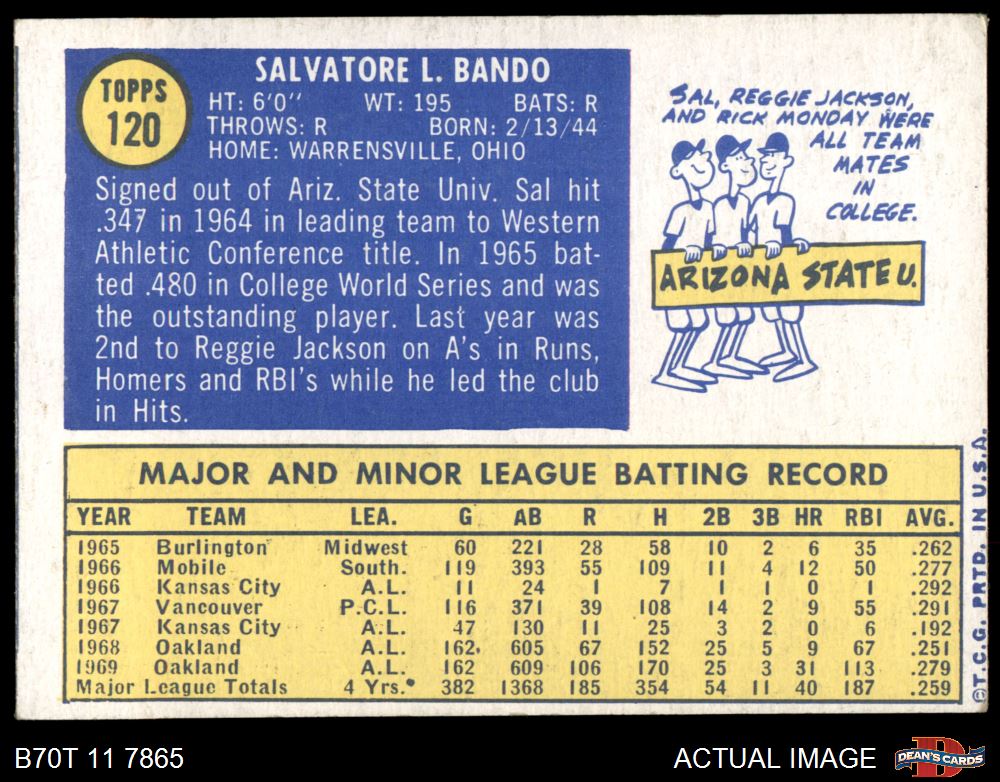 TOPPS
120
SALVATORE L. BANDO
HT: 6'0" WT: 195 BATS: R
THROWS: R BORN: 2/13/44
HOME: WARRENSVILLE, OHIO
Signed out of Ariz. State Univ. Sal hit
.347 in 1964 in leading team to Western
Athletic Conference title. In 1965 bat-
ted .480 in College World Series and was
the outstanding player. Last year was
2nd to Reggie Jackson on A's in Runs,
Homers and RBI's while he led the club
in Hits.
SAL, REGGIE JACKSON,
AND RICK MONDAY WERE
ALL TEAM
MATES
IN
COLLEGE.
ARIZONA STATE U.
MAJOR AND MINOR LEAGUE BATTING RECORD
YEAR TEAM LEA. G AB R H 2B 3B HR RBI AVG.
1965 Burlington Midwest 60 221 28 58 10 2 6 35 .262
1966 Mobile South. 119 393 55 109 11 4 12 50 .277
1966 Kansas City A.L. 11 24 1 7 1 1 0 1 .292
1967 Vancouver P.C.L. 116 371 39 108 14 2 9 55 .291
1967 Kansas City A.L. 47 130 11 25 3 2 0 6 .192
1968 Oakland A.L. 162 605 67 152 25 5 9 67 .251
1969 Oakland A.L. 162 609 106 170 25 3 31 113 .279
Major League Totals 4 Yrs. 382 1368 185 354 54 11 40 187 .259
©T.C.G. PRTD. IN U.S.A.
B70T 11 7865
ACTUAL IMAGE
D
DEAN'S CARDS